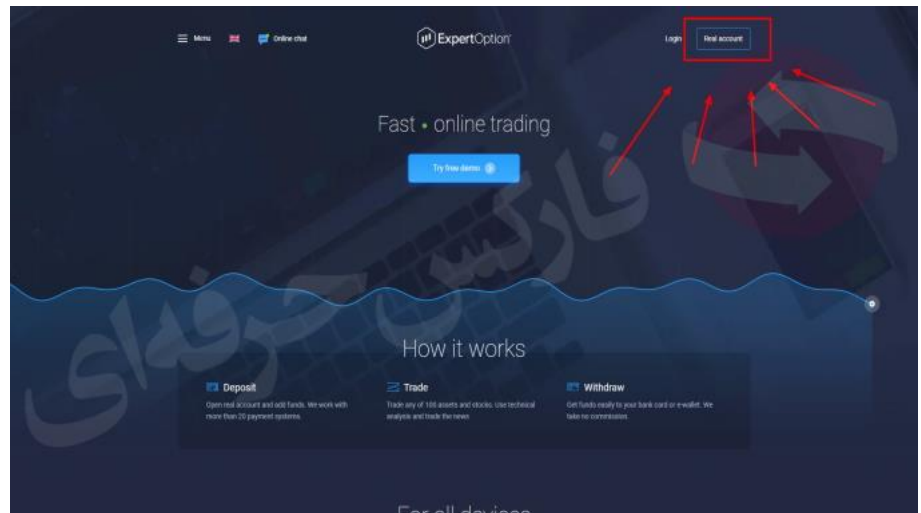 Menu
Online chat
ExpertOption
Login
Real account
Fast • online trading
Try free demo
فارکس حرفه‌ای
How it works
Deposit
Open real account and add funds. We work with
more than 20 payment systems.
Trade
Trade any of 100 assets and stocks. Use technical
analysis and trade the news
Withdraw
Get funds easily to your bank card or e-wallet. We
take no commission.
For all devices